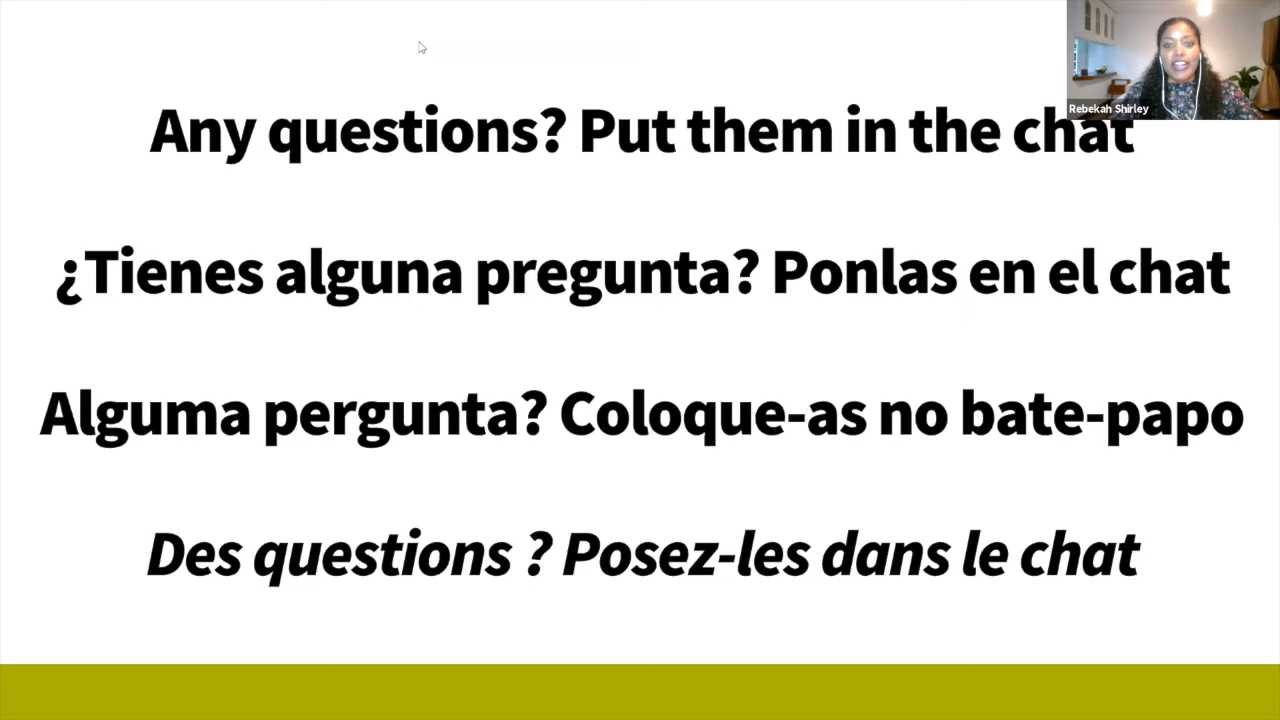 Rebekah Shirley
Any questions? Put them in the chat
¿Tienes alguna pregunta? Ponlas en el chat
Alguma pergunta? Coloque-as no bate-papo
Des questions ? Posez-les dans le chat